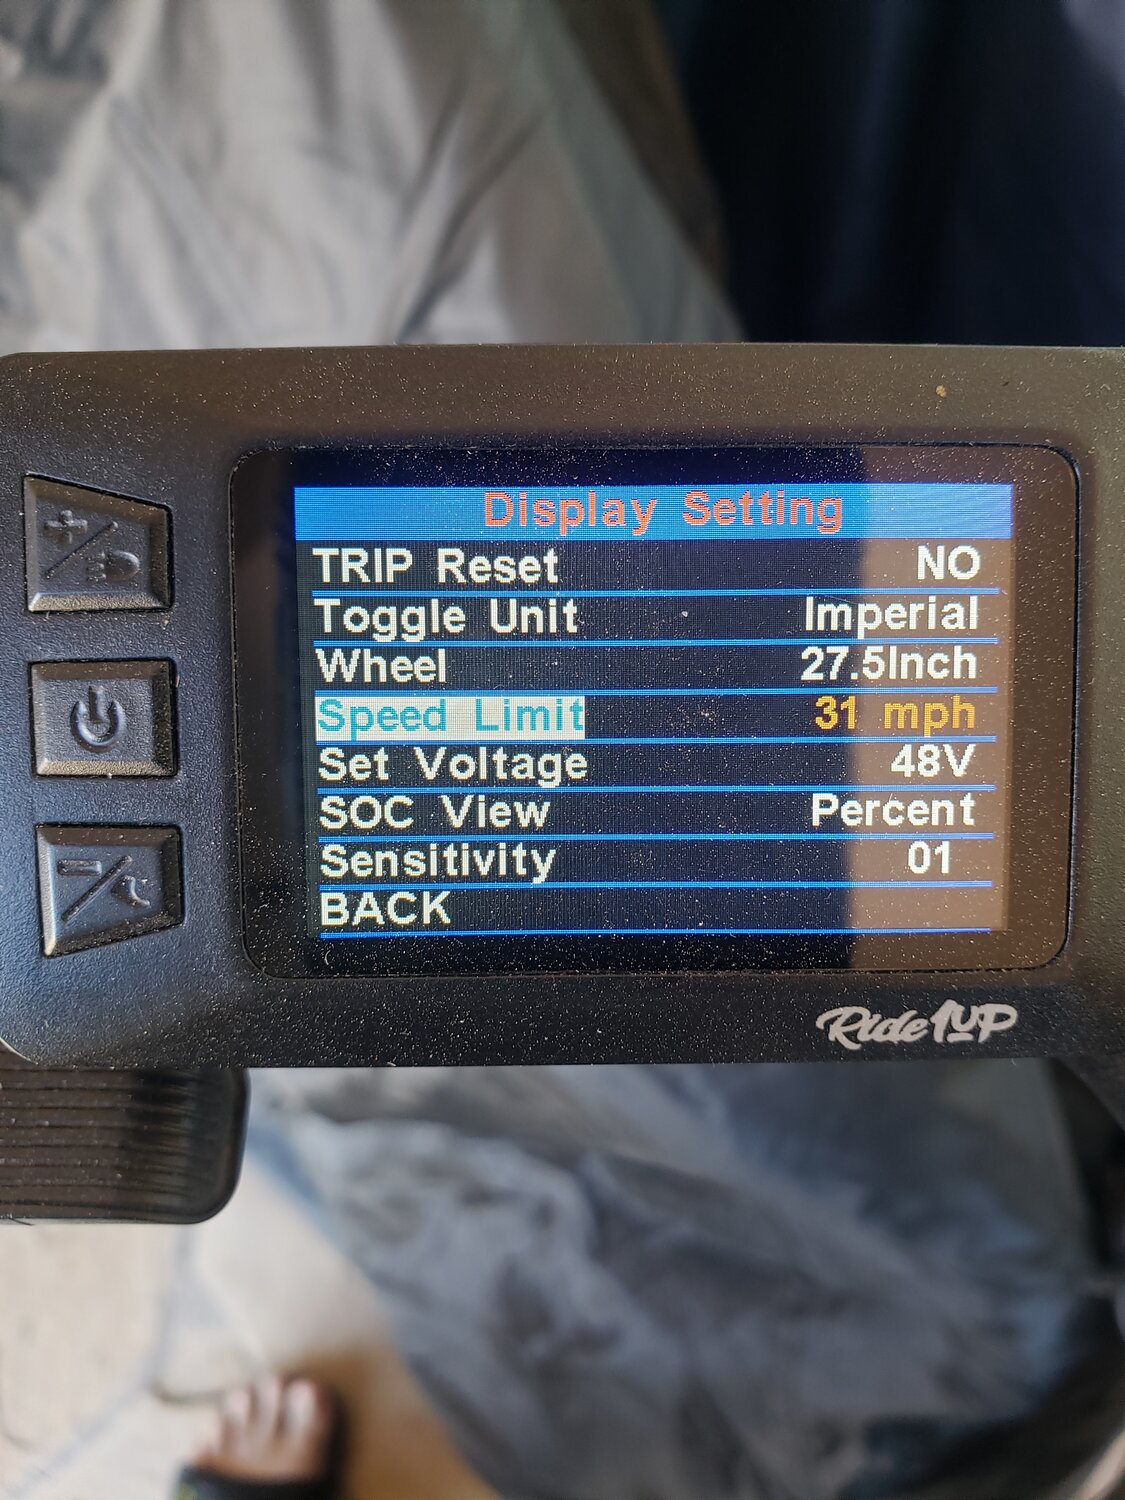 Display Setting
TRIP Reset NO
Toggle Unit Imperial
Wheel 27.5Inch
Speed Limit 31 mph
Set Voltage 48V
SOC View Percent
Sensitivity 01
BACK
Ride1UP